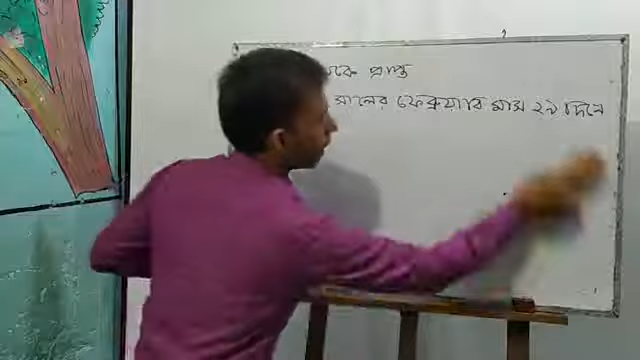 থেকে প্রাপ্ত
সালের ফেব্রুয়ারি মাস ২৯ দিনে